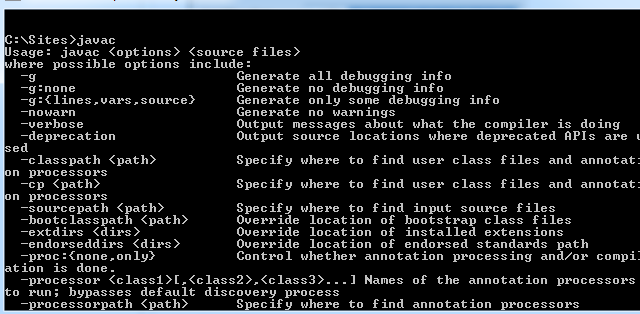 C:\Sites>javac
Usage: javac <options> <source files>
where possible options include:
-g Generate all debugging info
-g:none Generate no debugging info
-g:{lines,vars,source} Generate only some debugging info
-nowarn Generate no warnings
-verbose Output messages about what the compiler is doing
-deprecation Output source locations where deprecated APIs are u
sed
-classpath <path> Specify where to find user class files and annotati
on processors
-cp <path> Specify where to find user class files and annotati
on processors
-sourcepath <path> Specify where to find input source files
-bootclasspath <path> Override location of bootstrap class files
-extdirs <dirs> Override location of installed extensions
-endorseddirs <dirs> Override location of endorsed standards path
-proc:{none,only} Control whether annotation processing and/or compil
ation is done.
-processor <class1>[,<class2>,<class3>...] Names of the annotation processors
to run; bypasses default discovery process
-processorpath <path> Specify where to find annotation processors